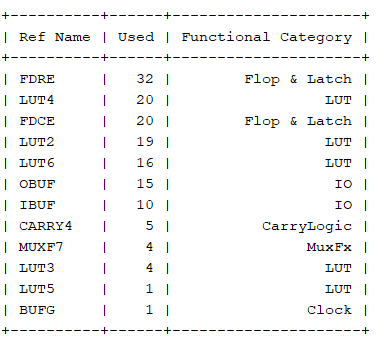 +----------+------+---------------------+
| Ref Name | Used | Functional Category |
+----------+------+---------------------+
| FDRE     |   32 |        Flop & Latch |
| LUT4     |   20 |                 LUT |
| FDCE     |   20 |        Flop & Latch |
| LUT2     |   19 |                 LUT |
| LUT6     |   16 |                 LUT |
| OBUF     |   15 |                  IO |
| IBUF     |   10 |                  IO |
| CARRY4   |    5 |          CarryLogic |
| MUXF7    |    4 |               MuxFx |
| LUT3     |    4 |                 LUT |
| LUT5     |    1 |                 LUT |
| BUFG     |    1 |               Clock |
+----------+------+---------------------+